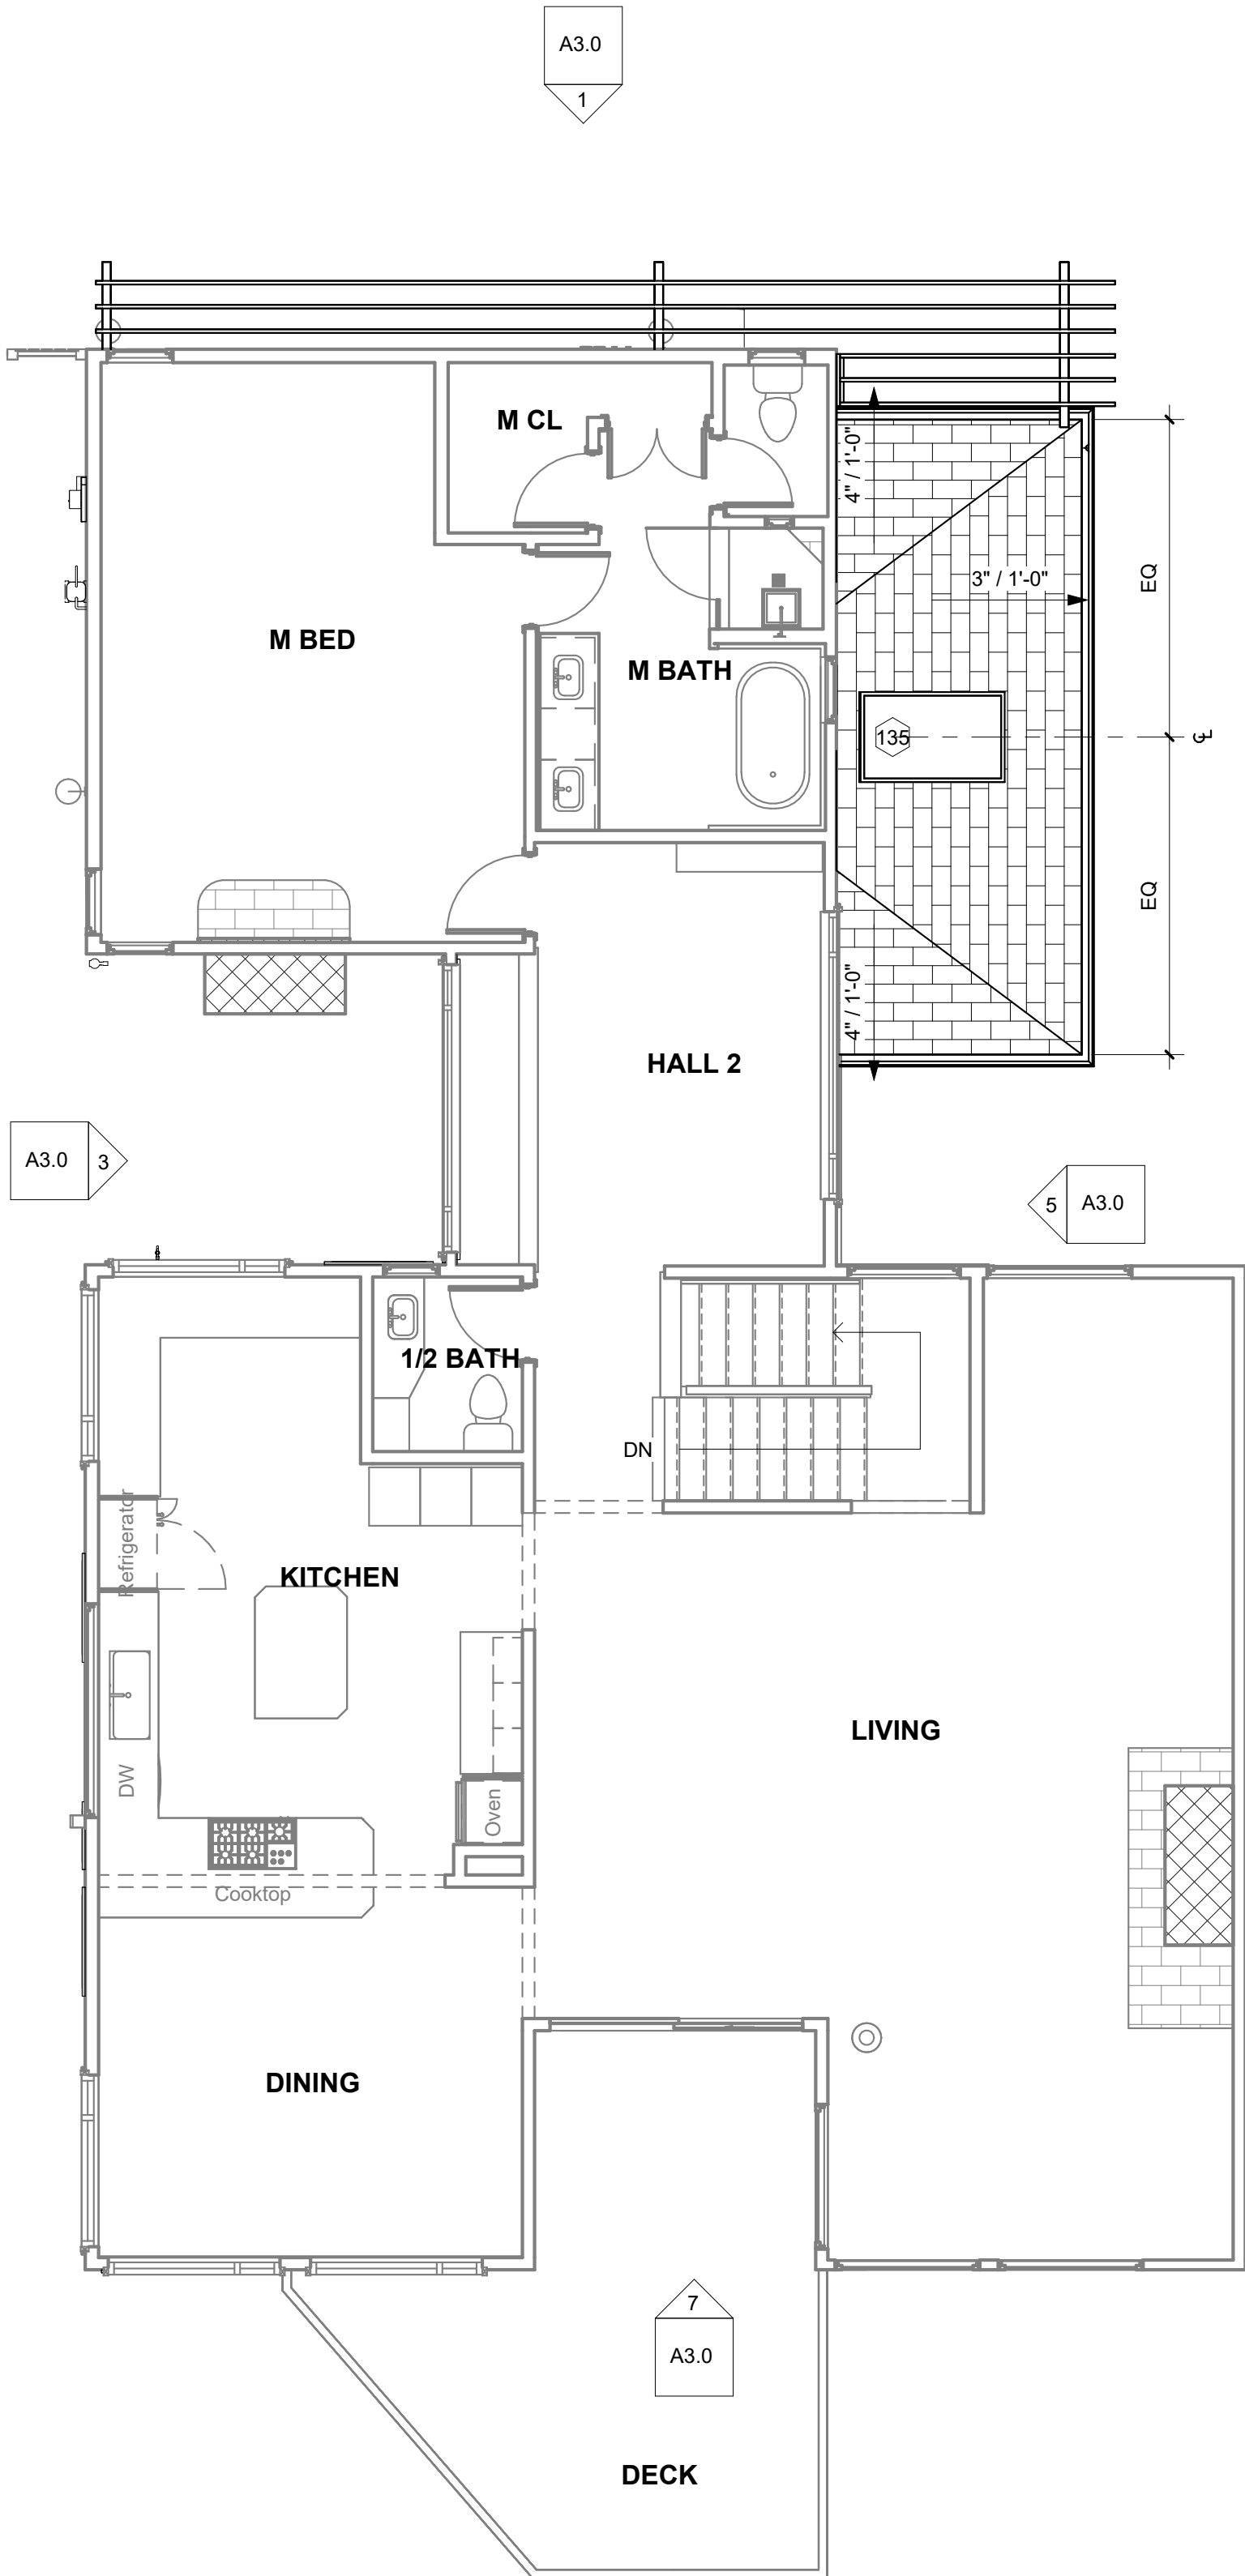 A3.0
1
M CL
4" / 1'-0"
3" / 1'-0"
EQ
M BED
M BATH
135
CL
EQ
4" / 1'-0"
HALL 2
A3.0
3
5
A3.0
1/2 BATH
DN
Refrigerator
KITCHEN
LIVING
DW
Oven
Cooktop
DINING
7
A3.0
DECK